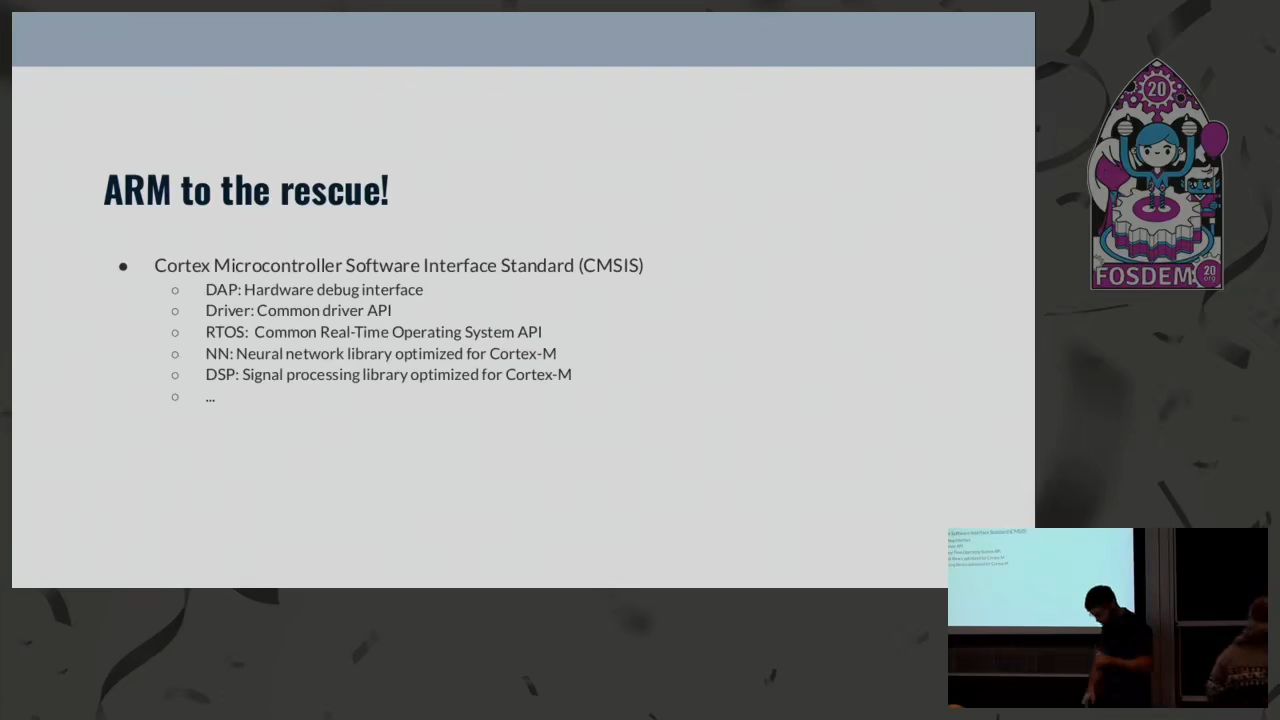 ARM to the rescue!
● Cortex Microcontroller Software Interface Standard (CMSIS)
○ DAP: Hardware debug interface
○ Driver: Common driver API
○ RTOS: Common Real-Time Operating System API
○ NN: Neural network library optimized for Cortex-M
○ DSP: Signal processing library optimized for Cortex-M
○ ...
20
FOSDEM
20
.org